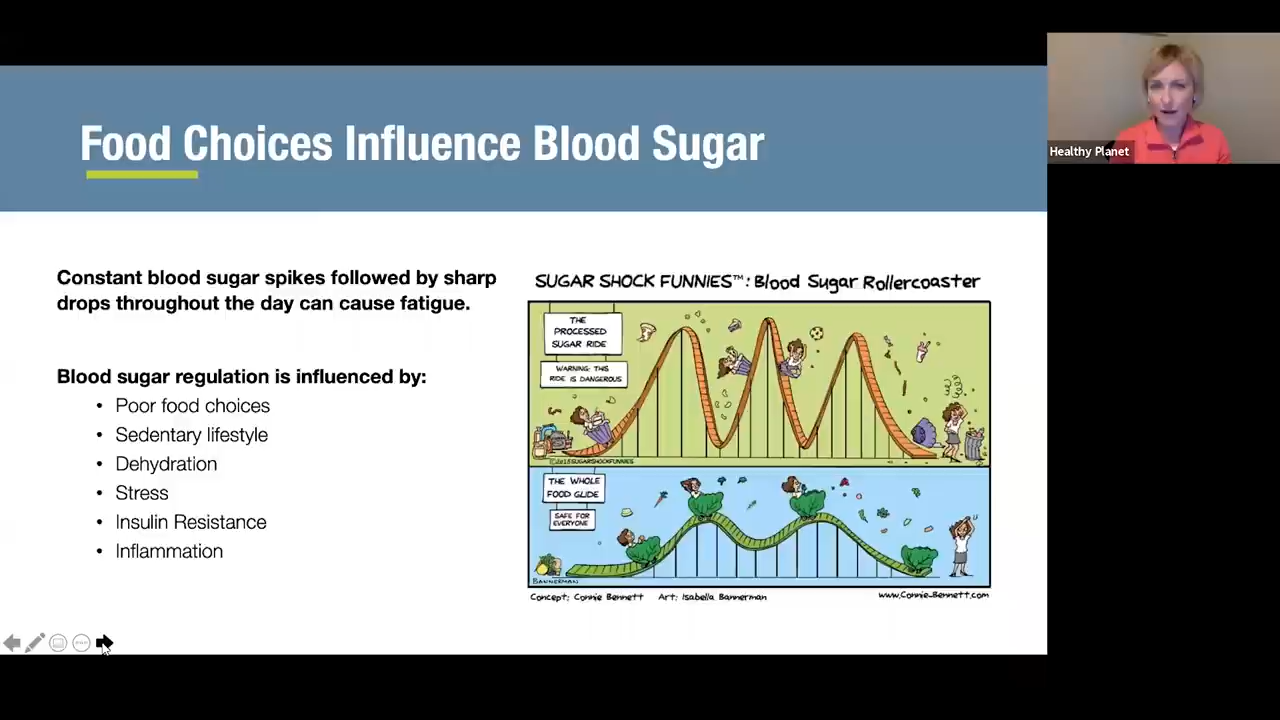 Food Choices Influence Blood Sugar
Healthy Planet
Constant blood sugar spikes followed by sharp
drops throughout the day can cause fatigue.
Blood sugar regulation is influenced by:
• Poor food choices
• Sedentary lifestyle
• Dehydration
• Stress
• Insulin Resistance
• Inflammation
SUGAR SHOCK FUNNIES™: Blood Sugar Rollercoaster
THE
PROCESSED
SUGAR RIDE
WARNING: THIS
RIDE IS DANGEROUS
THE WHOLE
FOOD GLIDE
SAFE FOR
EVERYONE
BANNERMAN
Concept: Connie Bennett Art: Isabella Bannerman
www.Connie-Bennett.com